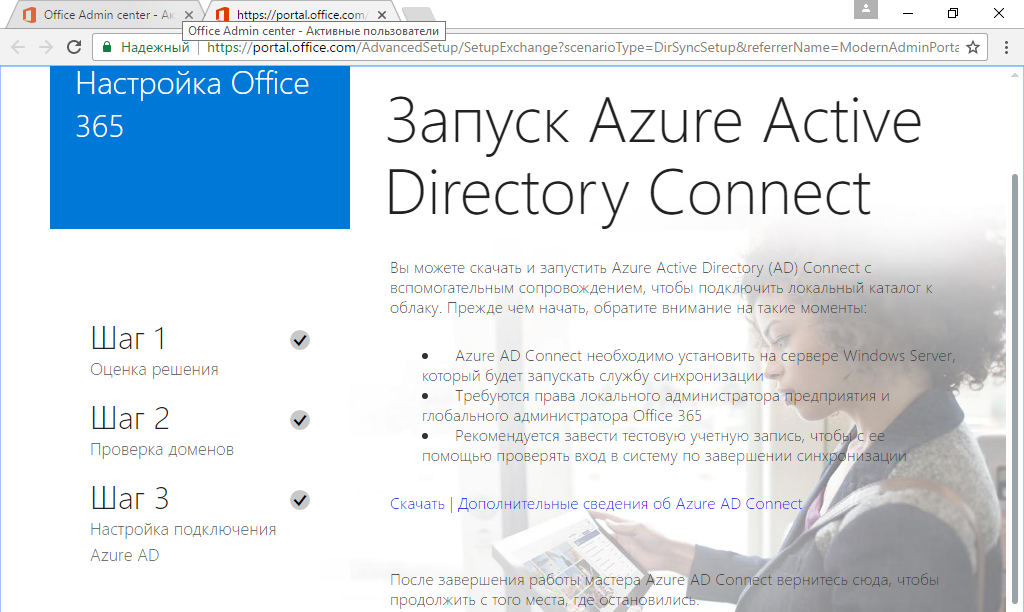 Office Admin center - Ак
https://portal.office.com/
Office Admin center - Активные пользователи
Надежный
https://portal.office.com/AdvancedSetup/SetupExchange?scenarioType=DirSyncSetup&referrerName=ModernAdminPorta
Настройка Office
365
Шаг 1
Оценка решения
Шаг 2
Проверка доменов
Шаг 3
Настройка подключения
Azure AD
Запуск Azure Active
Directory Connect
Вы можете скачать и запустить Azure Active Directory (AD) Connect с
вспомогательным сопровождением, чтобы подключить локальный каталог к
облаку. Прежде чем начать, обратите внимание на такие моменты:
• Azure AD Connect необходимо установить на сервере Windows Server,
который будет запускать службу синхронизации
• Требуются права локального администратора предприятия и
глобального администратора Office 365
• Рекомендуется завести тестовую учетную запись, чтобы с ее
помощью проверять вход в систему по завершении синхронизации
Скачать | Дополнительные сведения об Azure AD Connect
После завершения работы мастера Azure AD Connect вернитесь сюда, чтобы
продолжить с того места, где остановились.